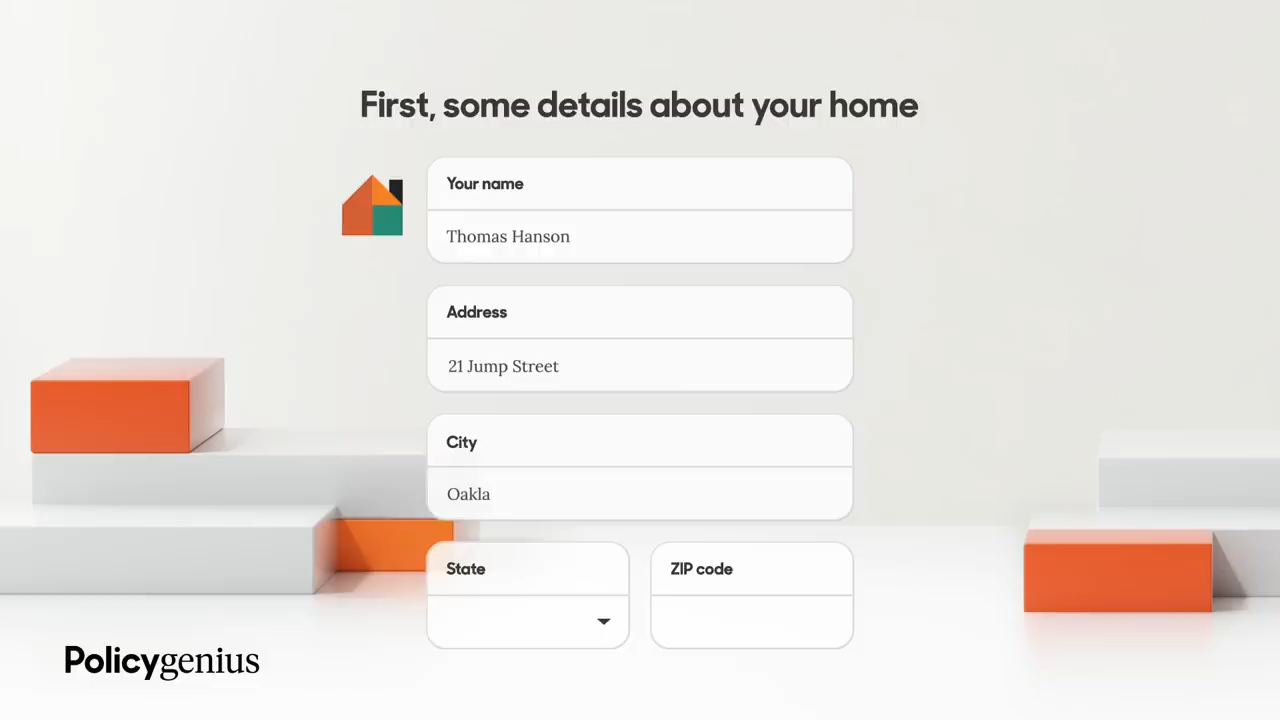 First, some details about your home
Your name
Thomas Hanson
Address
21 Jump Street
City
Oakla
State
ZIP code
Policygenius